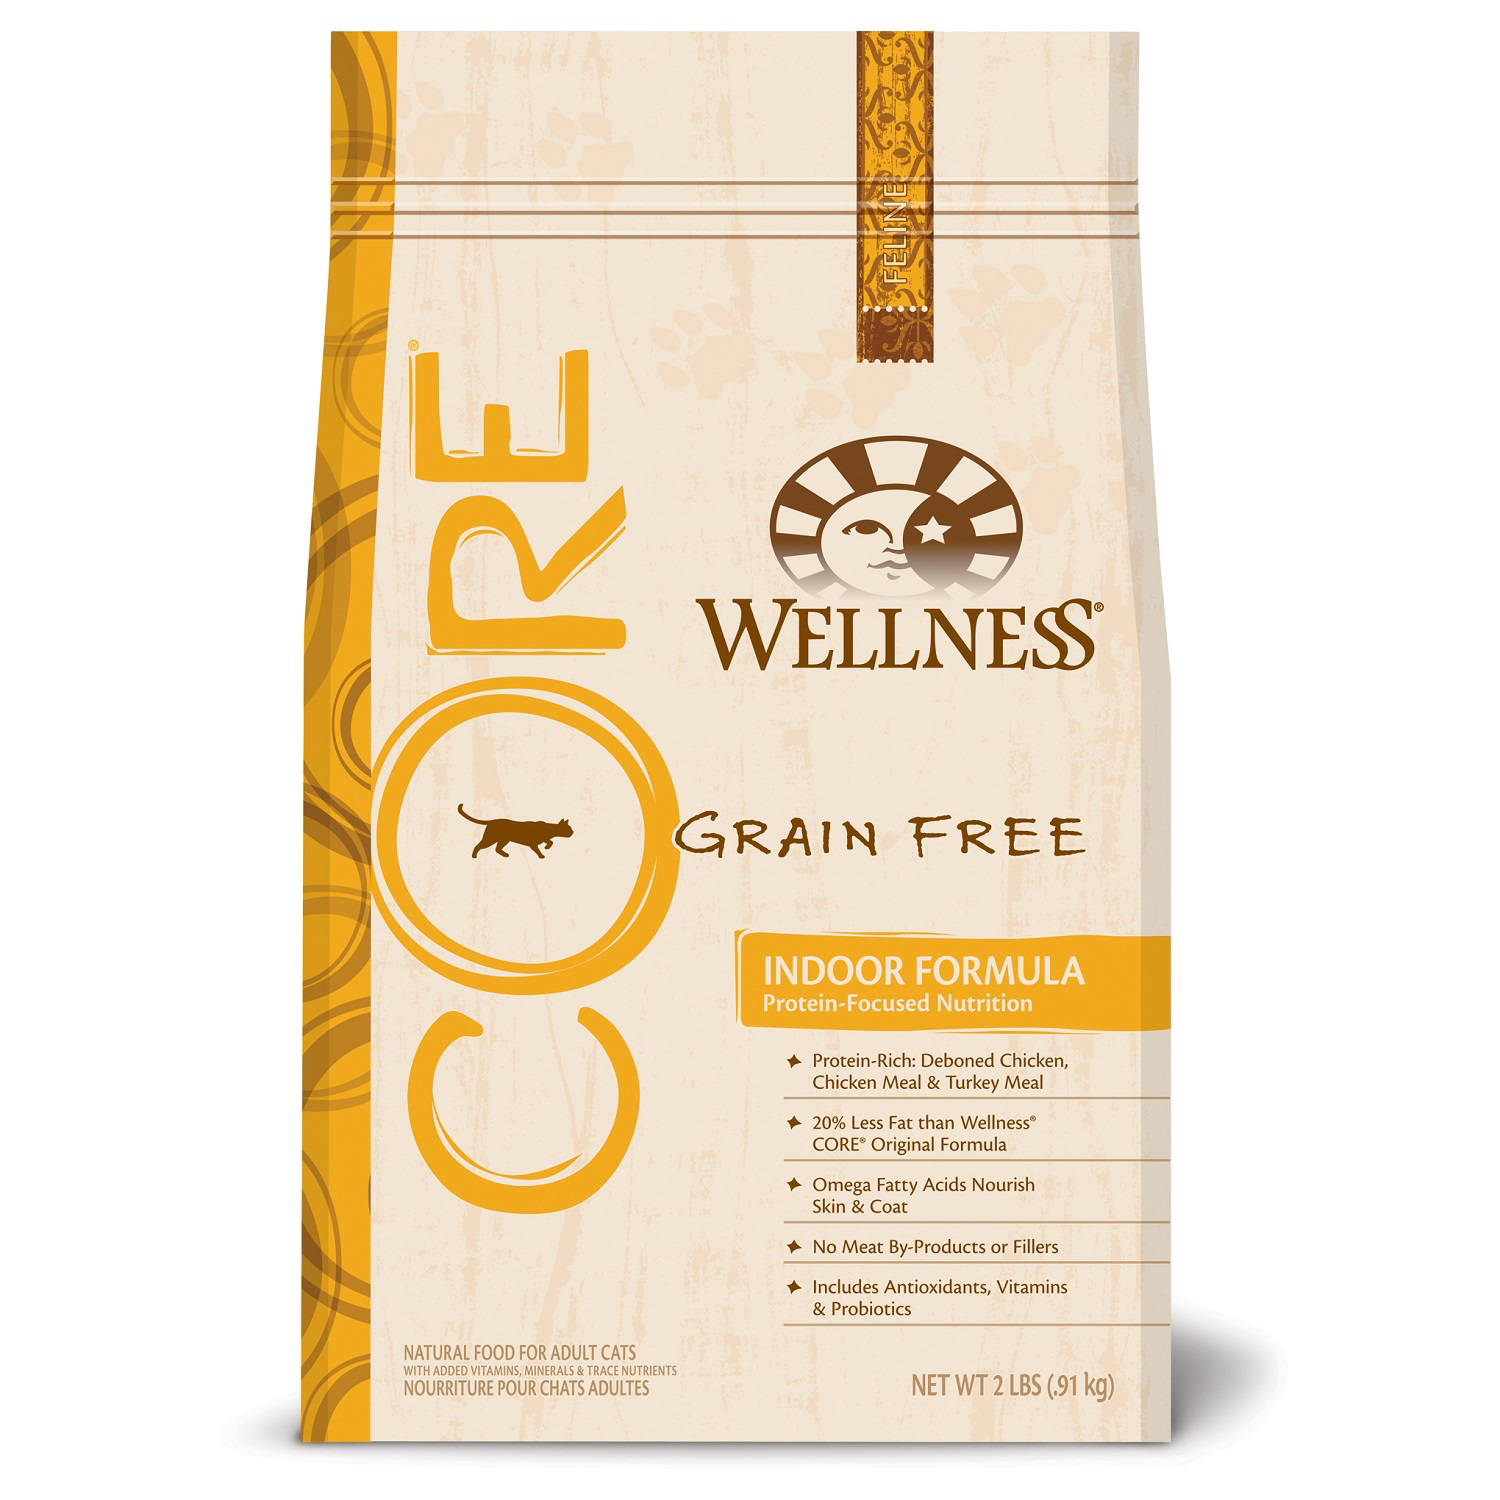 FELINE
CORE®
WELLNESS®
GRAIN FREE
INDOOR FORMULA
Protein-Focused Nutrition
Protein-Rich: Deboned Chicken,
Chicken Meal & Turkey Meal
20% Less Fat than Wellness®
CORE® Original Formula
Omega Fatty Acids Nourish
Skin & Coat
No Meat By-Products or Fillers
Includes Antioxidants, Vitamins
& Probiotics
NATURAL FOOD FOR ADULT CATS
WITH ADDED VITAMINS, MINERALS & TRACE NUTRIENTS
NOURRITURE POUR CHATS ADULTES
NET WT 2 LBS (.91 kg)